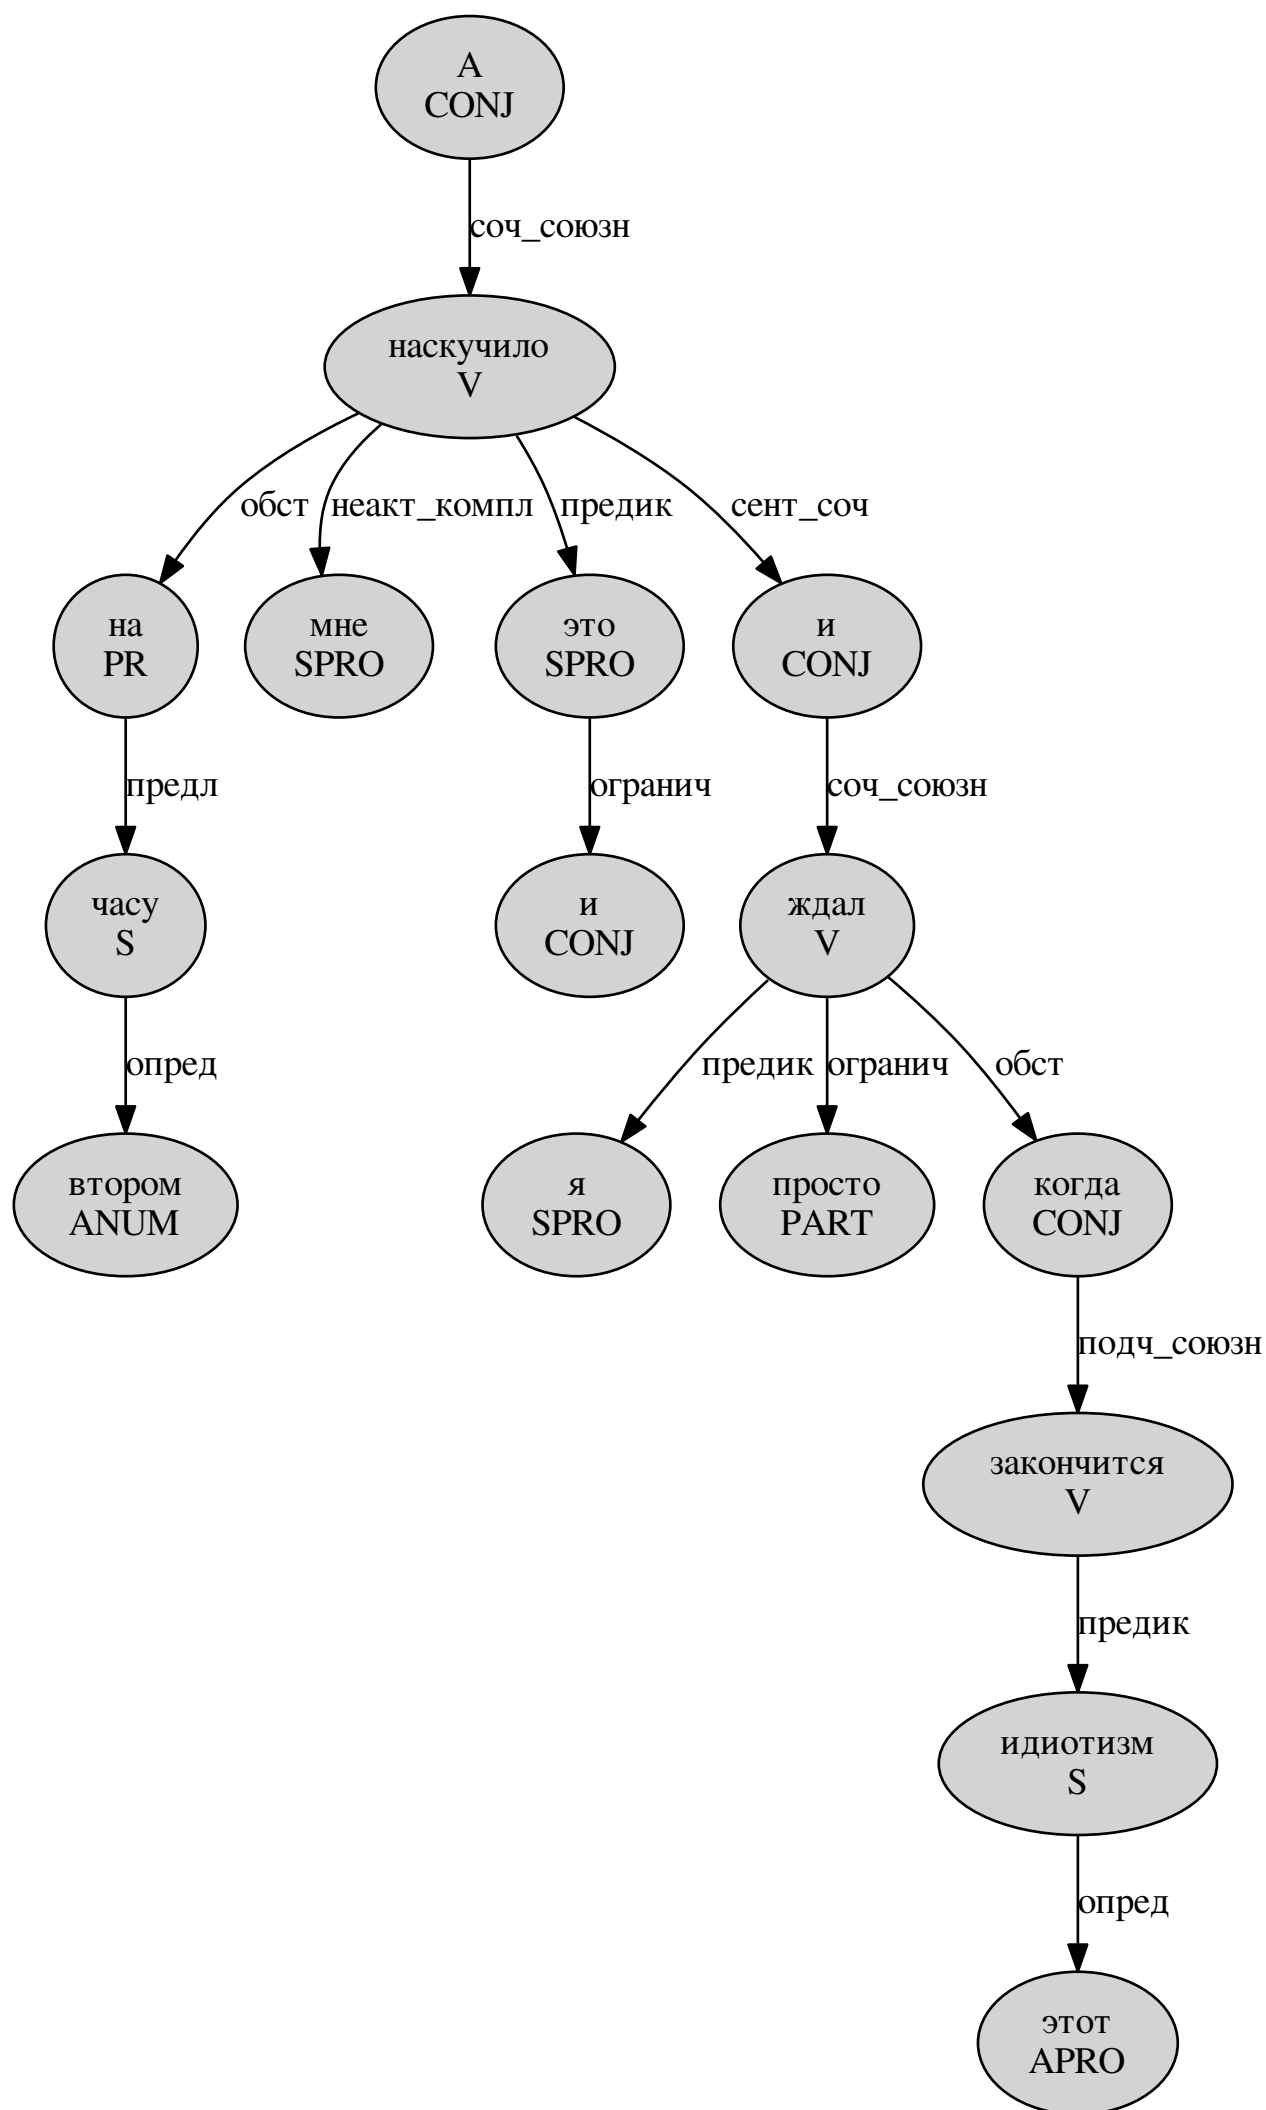 А
CONJ
соч_союзн
наскучило
V
обст
неакт_компл
предик
сент_соч
на
PR
мне
SPRO
это
SPRO
и
CONJ
предл
огранич
соч_союзн
часу
S
и
CONJ
ждал
V
опред
предик
огранич
обст
втором
ANUM
я
SPRO
просто
PART
когда
CONJ
подч_союзн
закончится
V
предик
идиотизм
S
опред
этот
APRO